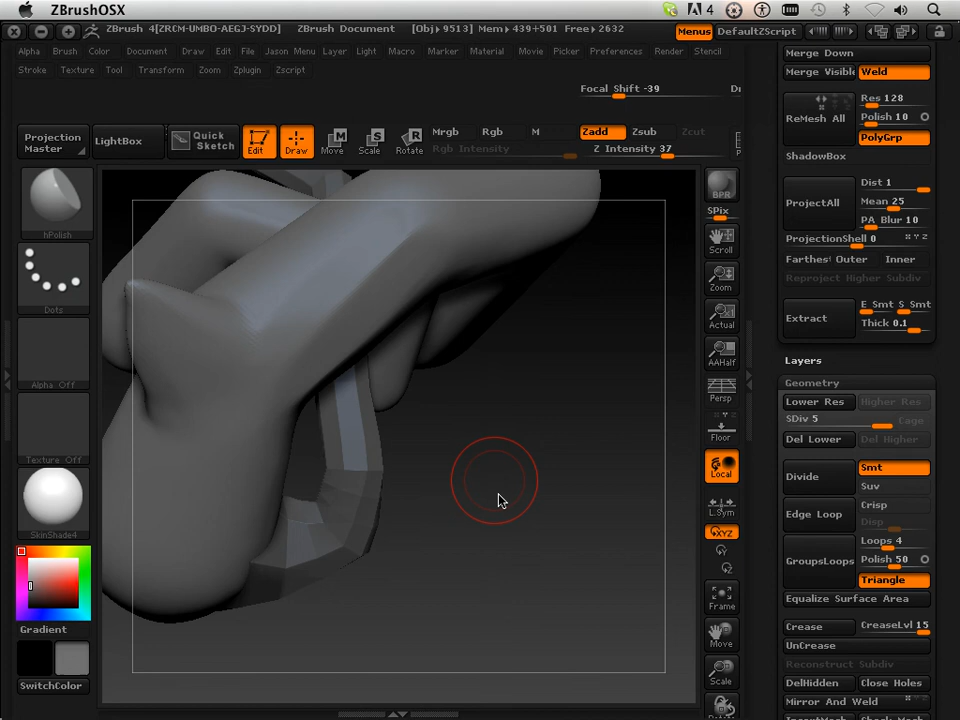 ZBrushOSX
4
ZBrush 4[ZRCM-UMBO-AEGJ-SYDD] ZBrush Document [Obj▸9513] Mem▸439+501 Free▸2632 Menus DefaultZScript
Alpha Brush Color Document Draw Edit File Jason Menu Layer Light Macro Marker Material Movie Picker Preferences Render Stencil
Stroke Texture Tool Transform Zoom Zplugin Zscript
Focal Shift -39
Projection Master
LightBox
Quick Sketch
Edit
Draw
Move
Scale
Rotate
Mrgb Rgb M
Rgb Intensity
Zadd Zsub Zcut
Z Intensity 37
hPolish
Dots
Alpha Off
Texture Off
SkinShade4
Gradient
SwitchColor
BPR
SPix
Scroll
Zoom
Actual
AAHalf
Persp
Floor
Local
L.Sym
XYZ
Y
Z
Frame
Move
Scale
Merge Down
Merge Visible Weld
ReMesh All
Res 128
Polish 10
PolyGrp
ShadowBox
ProjectAll
Dist 1
Mean 25
PA Blur 10
ProjectionShell 0 X Y Z
Farthest Outer Inner
Reproject Higher Subdiv
Extract
E Smt S Smt
Thick 0.1
Layers
Geometry
Lower Res Higher Res
SDiv 5 Cage
Del Lower Del Higher
Divide
Smt
Suv
Edge Loop
Crisp
Disp
GroupsLoops
Loops 4
Polish 50
Triangle
Equalize Surface Area
Crease CreaseLvl 15
UnCrease
Reconstruct Subdiv
DelHidden Close Holes
Mirror And Weld